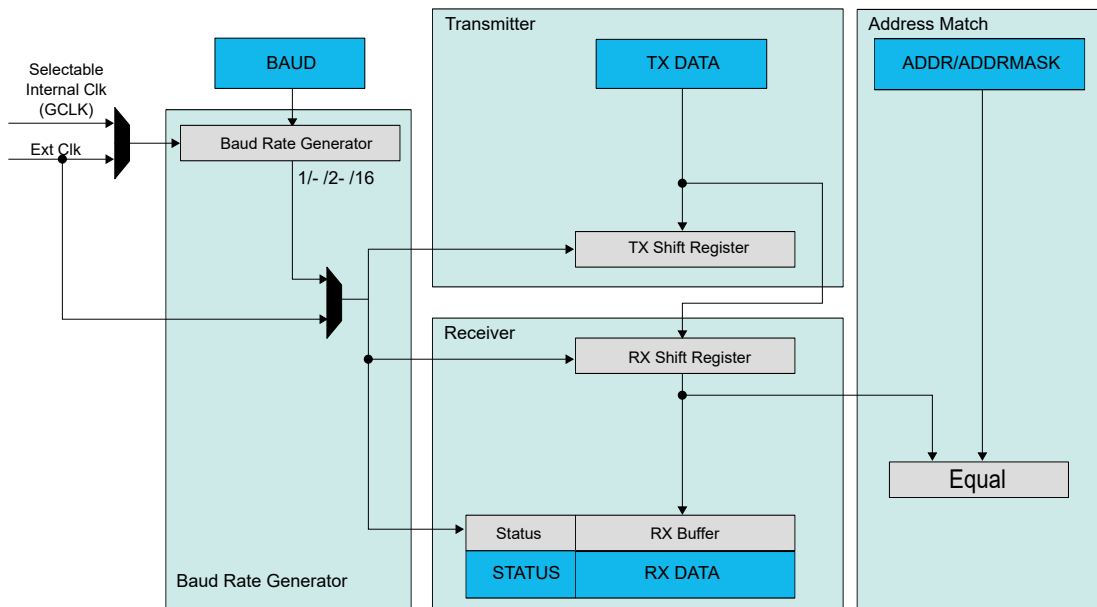 Transmitter
Address Match
BAUD
TX DATA
ADDR/ADDRMASK
Selectable
Internal Clk
(GCLK)
Ext Clk
Baud Rate Generator
1/- /2- /16
TX Shift Register
Receiver
RX Shift Register
Equal
Status
RX Buffer
STATUS
RX DATA
Baud Rate Generator